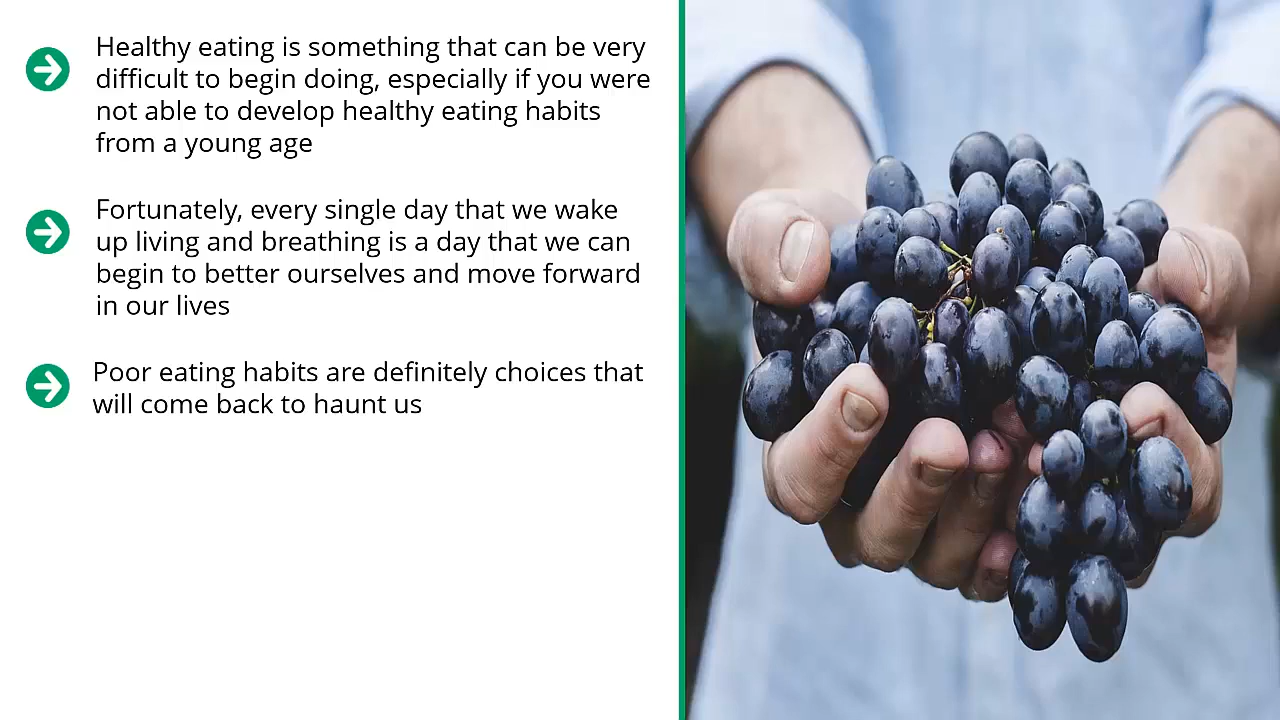 Healthy eating is something that can be very
difficult to begin doing, especially if you were
not able to develop healthy eating habits
from a young age
Fortunately, every single day that we wake
up living and breathing is a day that we can
begin to better ourselves and move forward
in our lives
Poor eating habits are definitely choices that
will come back to haunt us